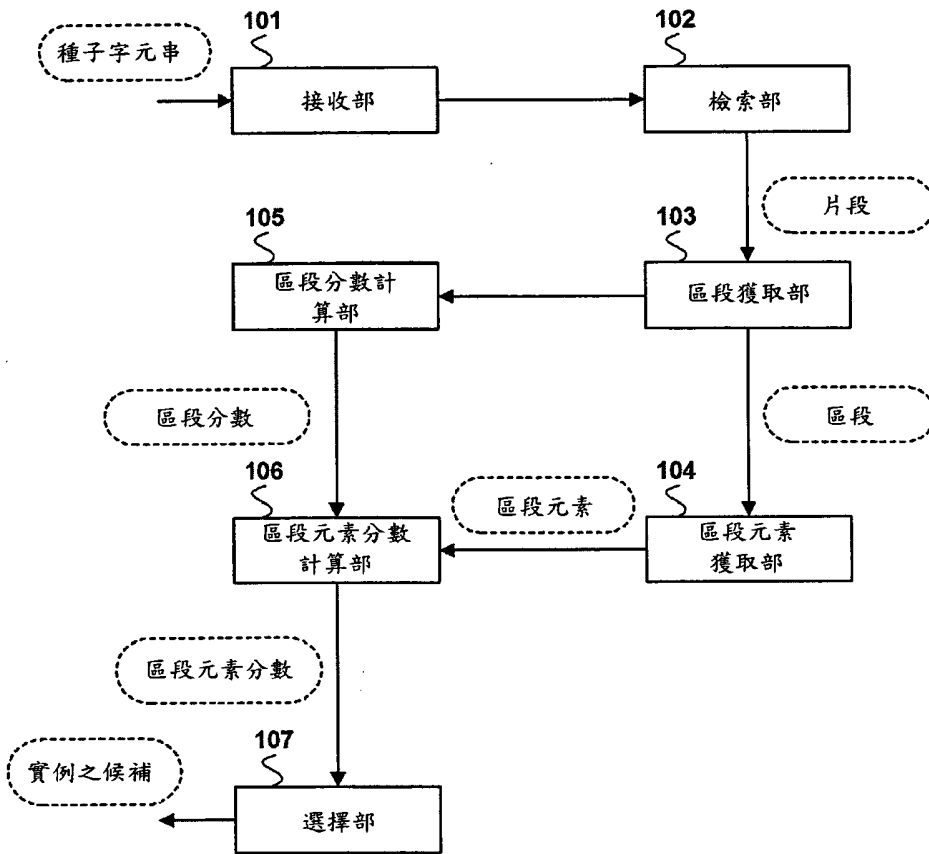 種子字元串
101
接收部
102
檢索部
片段
105
區段分數計
算部
103
區段獲取部
區段分數
區段
106
區段元素分數
計算部
區段元素
104
區段元素
獲取部
區段元素分數
107
實例之候補
選擇部